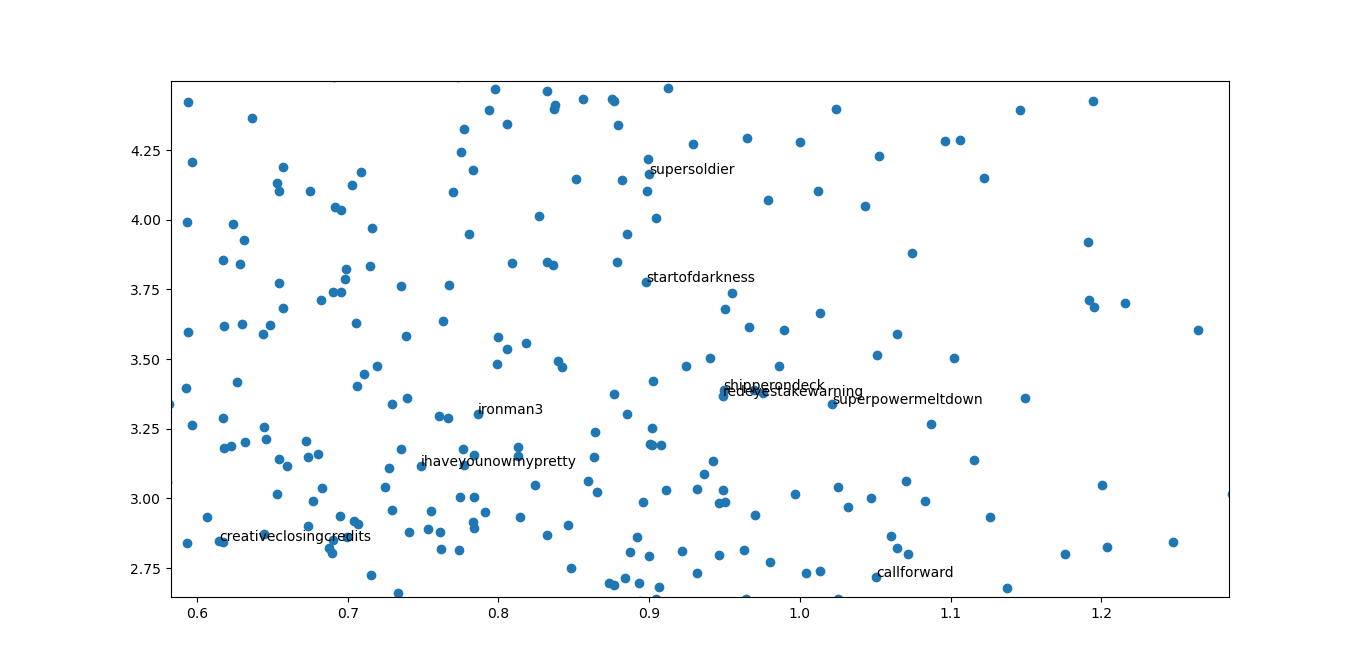 4.25
supersoldier
4.00
startofdarkness
3.75
3.50
shipperondeck
redeyestakewarning
superpowermeltdown
ironman3
3.25
ihaveyounowmypretty
3.00
creativeclosingcredits
2.75
callforward
0.6 0.7 0.8 0.9 1.0 1.1 1.2